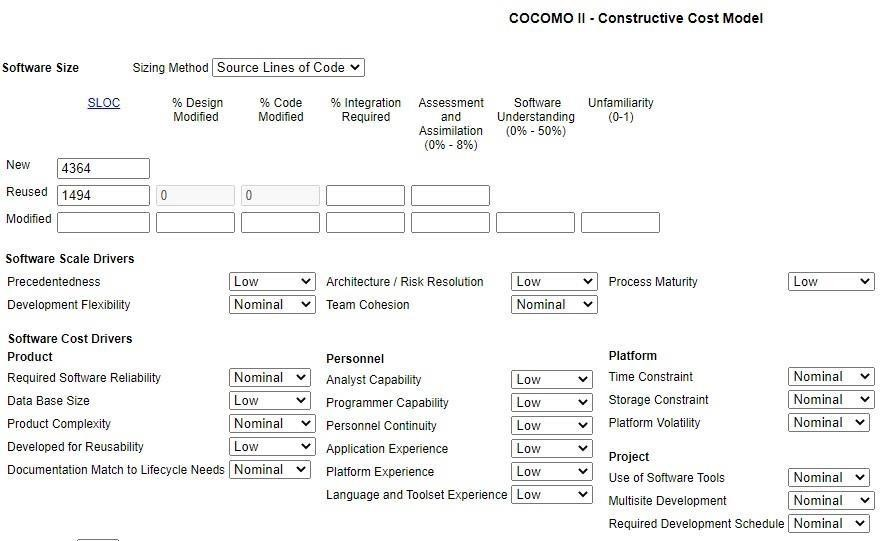 COCOMO II - Constructive Cost Model
Software Size Sizing Method Source Lines of Code
SLOC % Design Modified % Code Modified % Integration Required Assessment and Assimilation (0% - 8%) Software Understanding (0% - 50%) Unfamiliarity (0-1)
New 4364
Reused 1494 0 0
Modified
Software Scale Drivers
Precedentedness Low Architecture / Risk Resolution Low Process Maturity Low
Development Flexibility Nominal Team Cohesion Nominal
Software Cost Drivers
Product
Required Software Reliability Nominal
Data Base Size Low
Product Complexity Nominal
Developed for Reusability Low
Documentation Match to Lifecycle Needs Nominal
Personnel
Analyst Capability Low
Programmer Capability Low
Personnel Continuity Low
Application Experience Low
Platform Experience Low
Language and Toolset Experience Low
Platform
Time Constraint Nominal
Storage Constraint Nominal
Platform Volatility Nominal
Project
Use of Software Tools Nominal
Multisite Development Nominal
Required Development Schedule Nominal